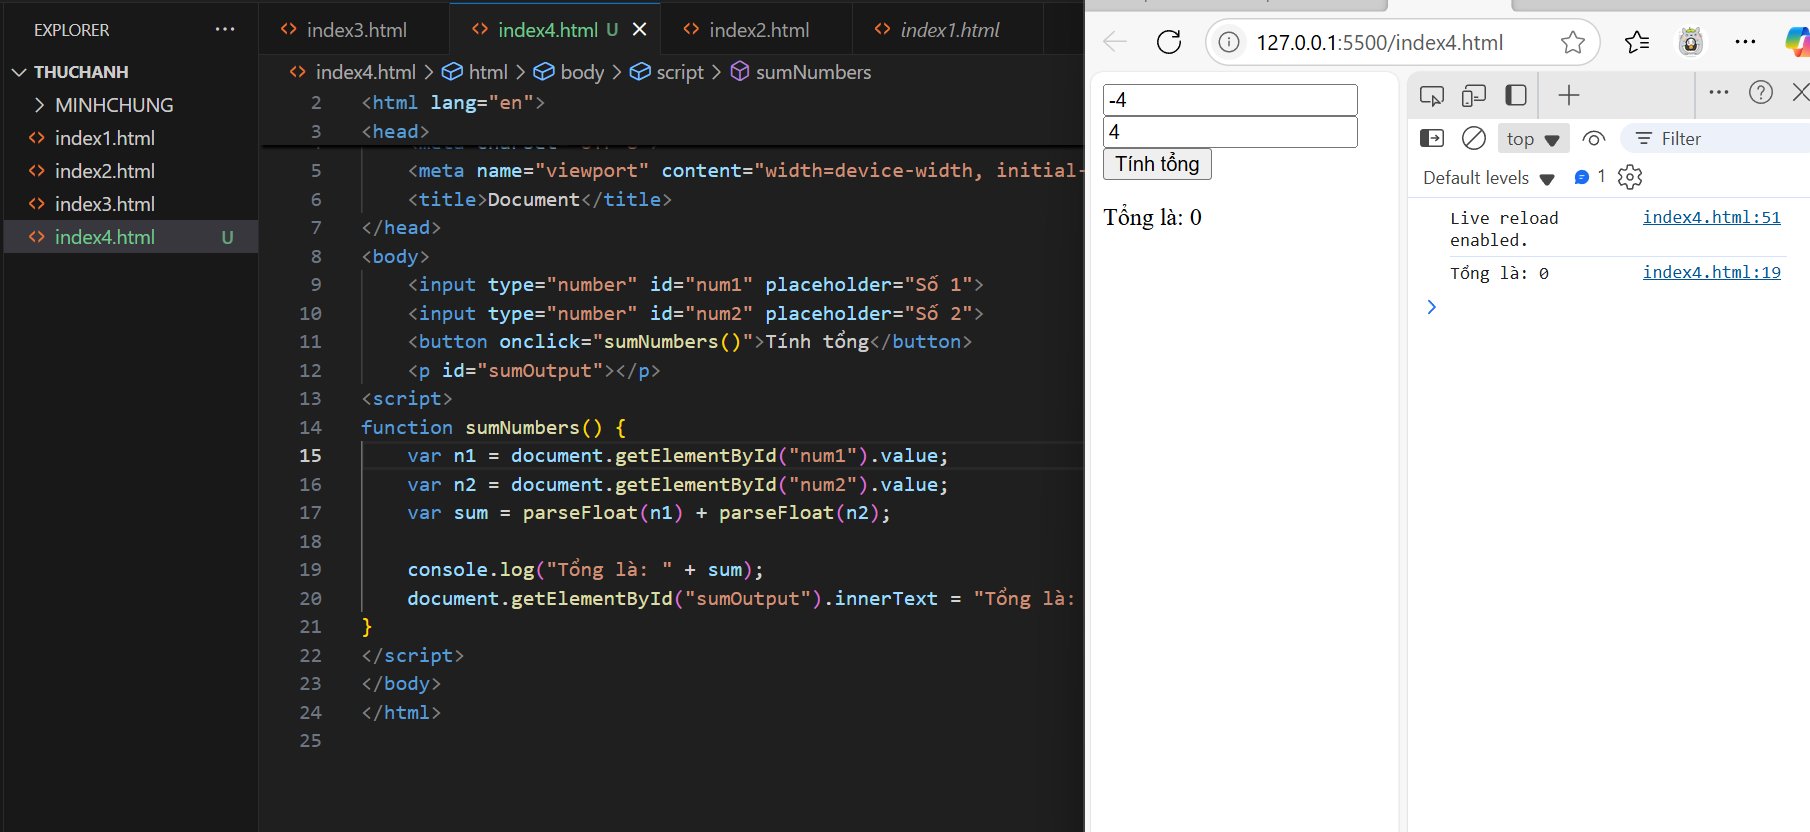 EXPLORER ···
THUCHANH
MINHCHUNG
index1.html
index2.html
index3.html
index4.html U
index3.html index4.html U index2.html index1.html
index4.html > html > body > script > sumNumbers
2 <html lang="en">
3 <head>
5 <meta name="viewport" content="width=device-width, initial-
6 <title>Document</title>
7 </head>
8 <body>
9 <input type="number" id="num1" placeholder="Số 1">
10 <input type="number" id="num2" placeholder="Số 2">
11 <button onclick="sumNumbers()">Tính tổng</button>
12 <p id="sumOutput"></p>
13 <script>
14 function sumNumbers() {
15 var n1 = document.getElementById("num1").value;
16 var n2 = document.getElementById("num2").value;
17 var sum = parseFloat(n1) + parseFloat(n2);
18
19 console.log("Tổng là: " + sum);
20 document.getElementById("sumOutput").innerText = "Tổng là:
21 }
22 </script>
23 </body>
24 </html>
25
127.0.0.1:5500/index4.html
-4
4
Tính tổng
Tổng là: 0
top Filter
Default levels 1
Live reload enabled. index4.html:51
Tổng là: 0 index4.html:19